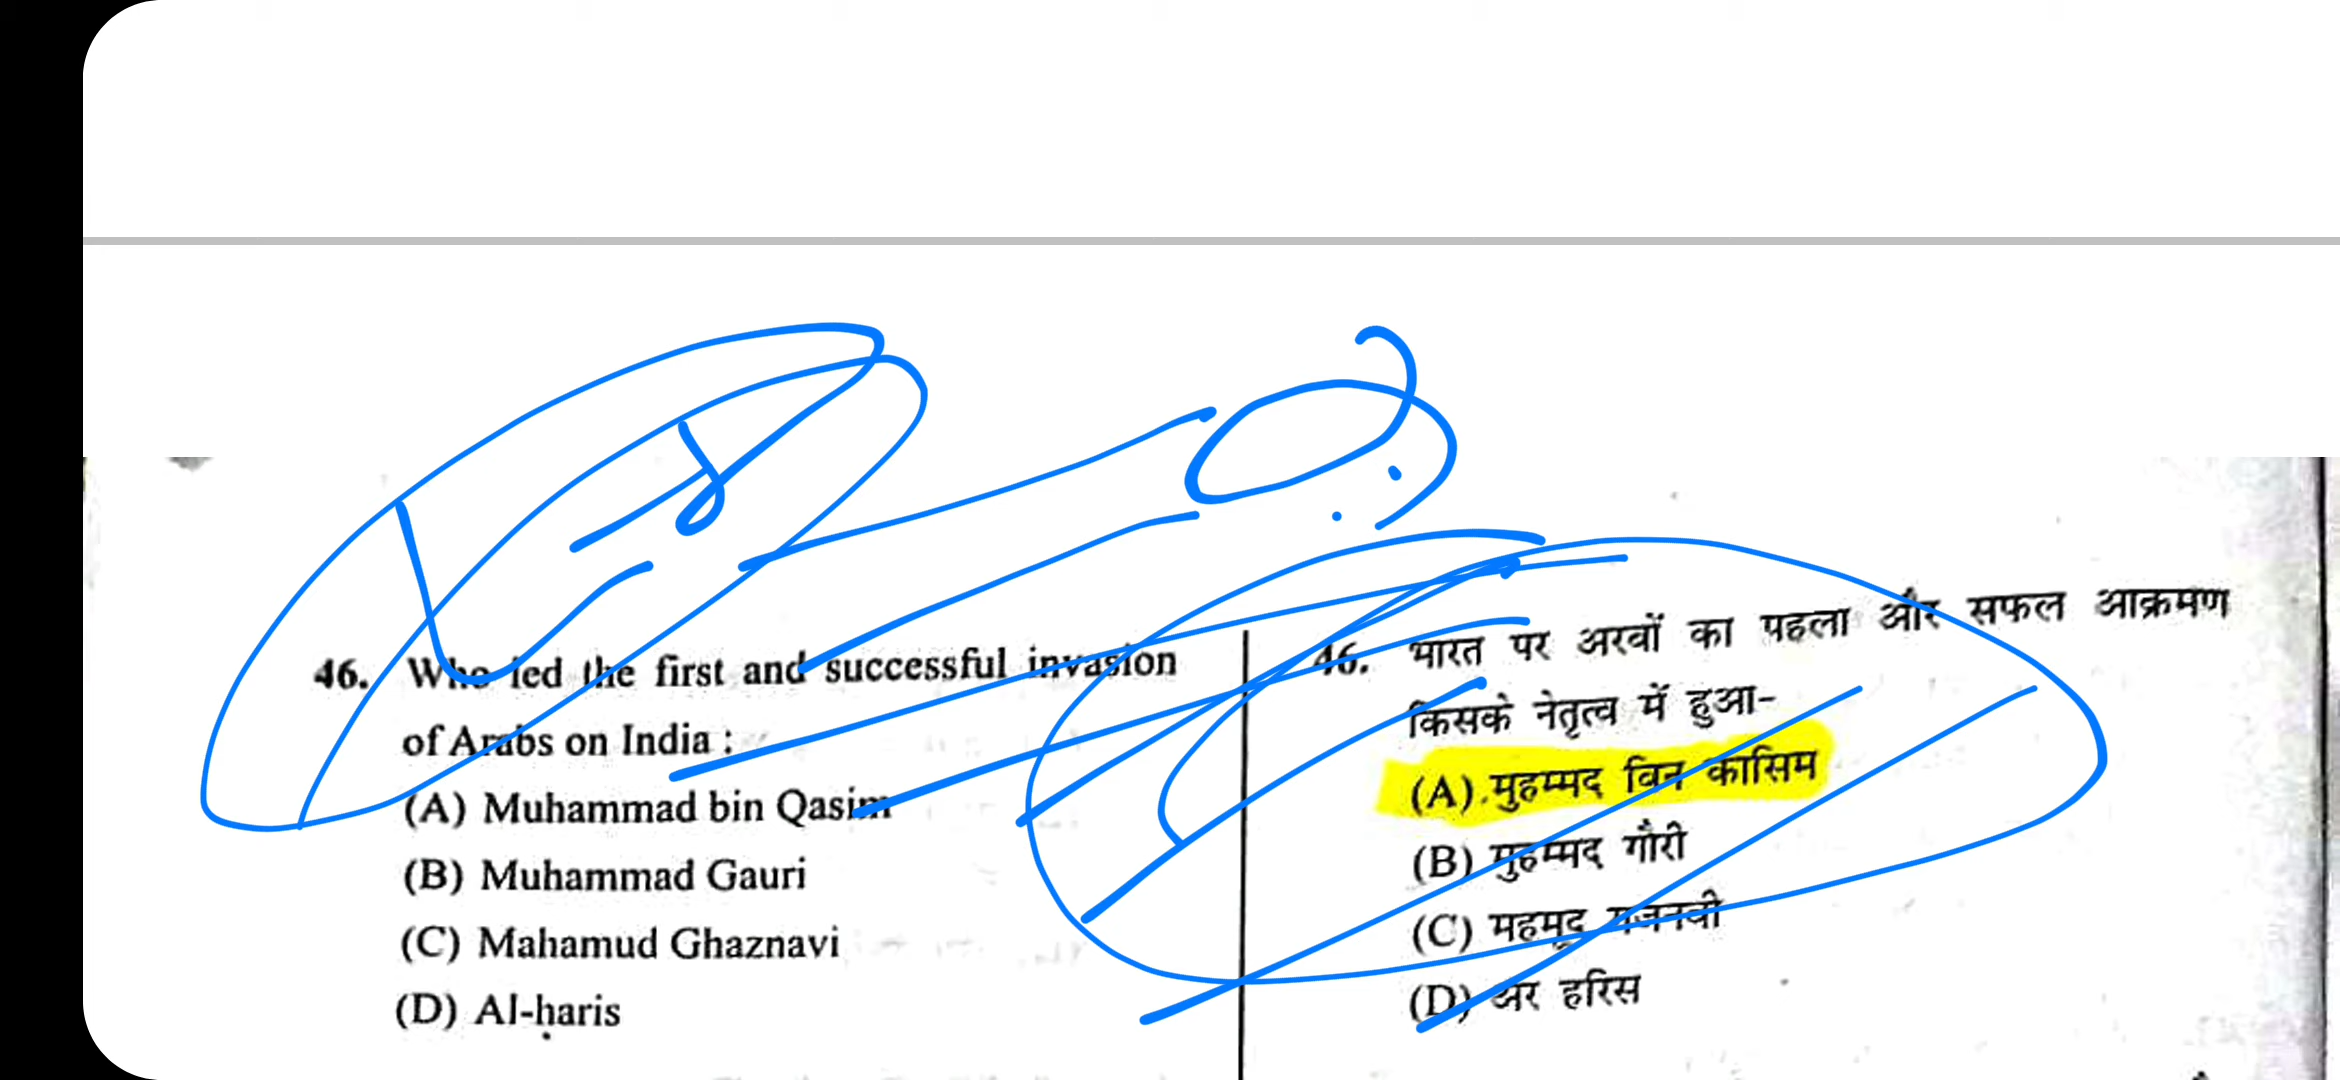 46. Who led the first and successful invasion
of Arabs on India :
(A) Muhammad bin Qasim
(B) Muhammad Gauri
(C) Mahamud Ghaznavi
(D) Al-haris
46. भारत पर अरबों का पहला और सफल आक्रमण
किसके नेतृत्व में हुआ-
(A) मुहम्मद बिन कासिम
(B) मुहम्मद गौरी
(C) महमूद गजनवी
(D) अर हरिस